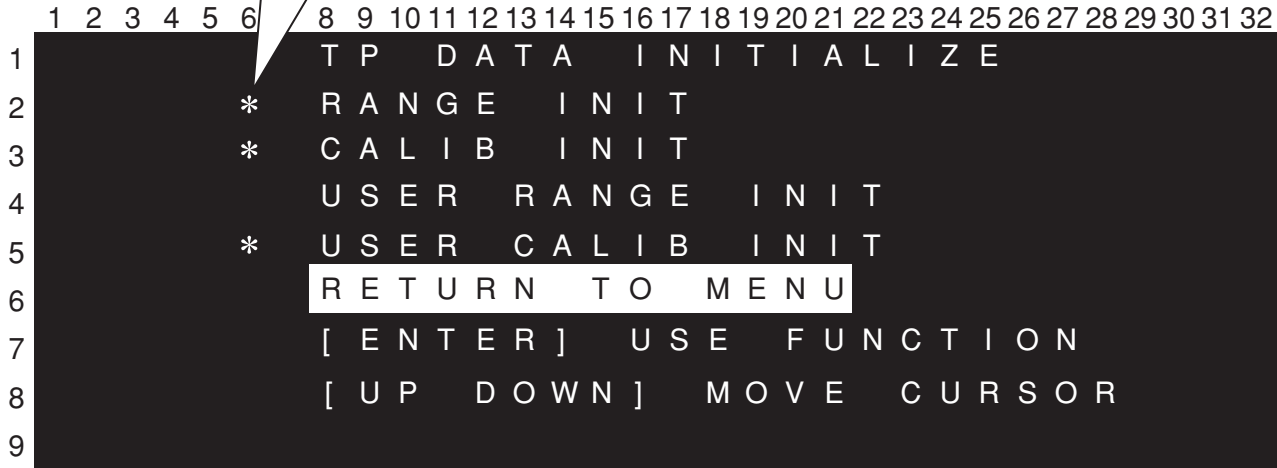 1 2 3 4 5 6 8 9 10 11 12 13 14 15 16 17 18 19 20 21 22 23 24 25 26 27 28 29 30 31 32
1 TP DATA INITIALIZE
2 * RANGE INIT
3 * CALIB INIT
4 USER RANGE INIT
5 * USER CALIB INIT
6 RETURN TO MENU
7 [ENTER] USE FUNCTION
8 [UP DOWN] MOVE CURSOR
9